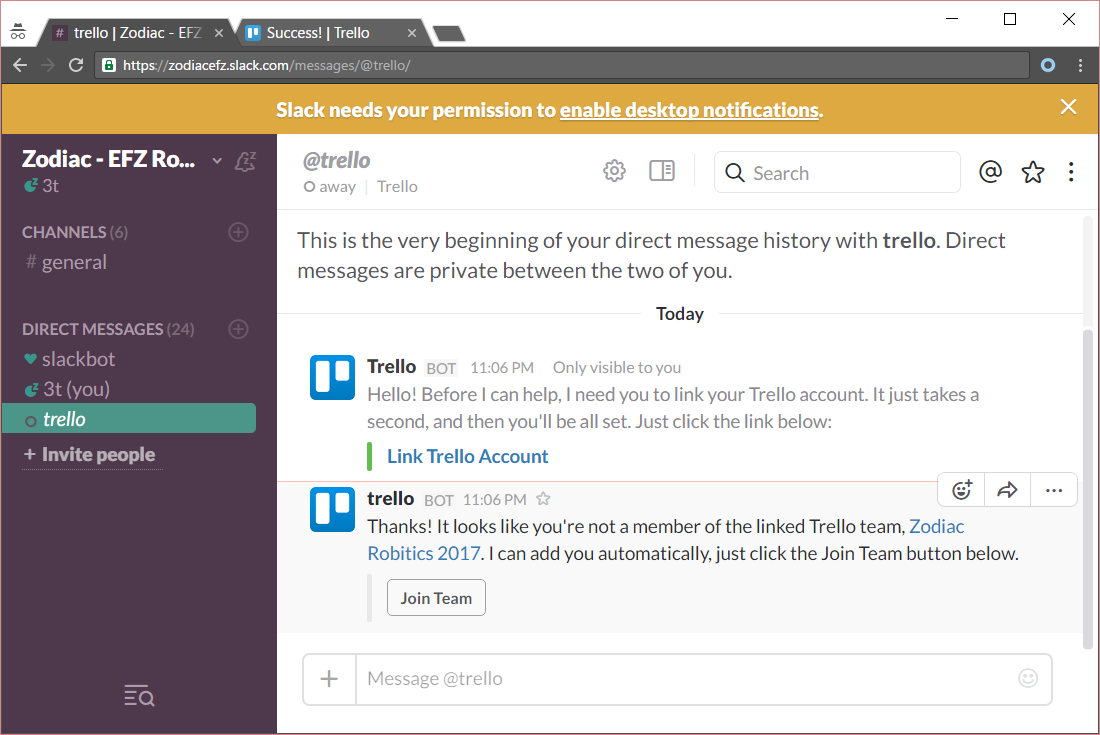 trello | Zodiac - EFZ
Success! | Trello
https://zodiacefz.slack.com/messages/@trello/
Slack needs your permission to enable desktop notifications.
Zodiac - EFZ Ro...
3t
CHANNELS (6)
# general
DIRECT MESSAGES (24)
slackbot
3t (you)
trello
+ Invite people
@trello
away | Trello
Search
This is the very beginning of your direct message history with trello. Direct
messages are private between the two of you.
Today
Trello BOT 11:06 PM Only visible to you
Hello! Before I can help, I need you to link your Trello account. It just takes a
second, and then you'll be all set. Just click the link below:
Link Trello Account
trello BOT 11:06 PM
Thanks! It looks like you're not a member of the linked Trello team, Zodiac
Robitics 2017. I can add you automatically, just click the Join Team button below.
Join Team
Message @trello